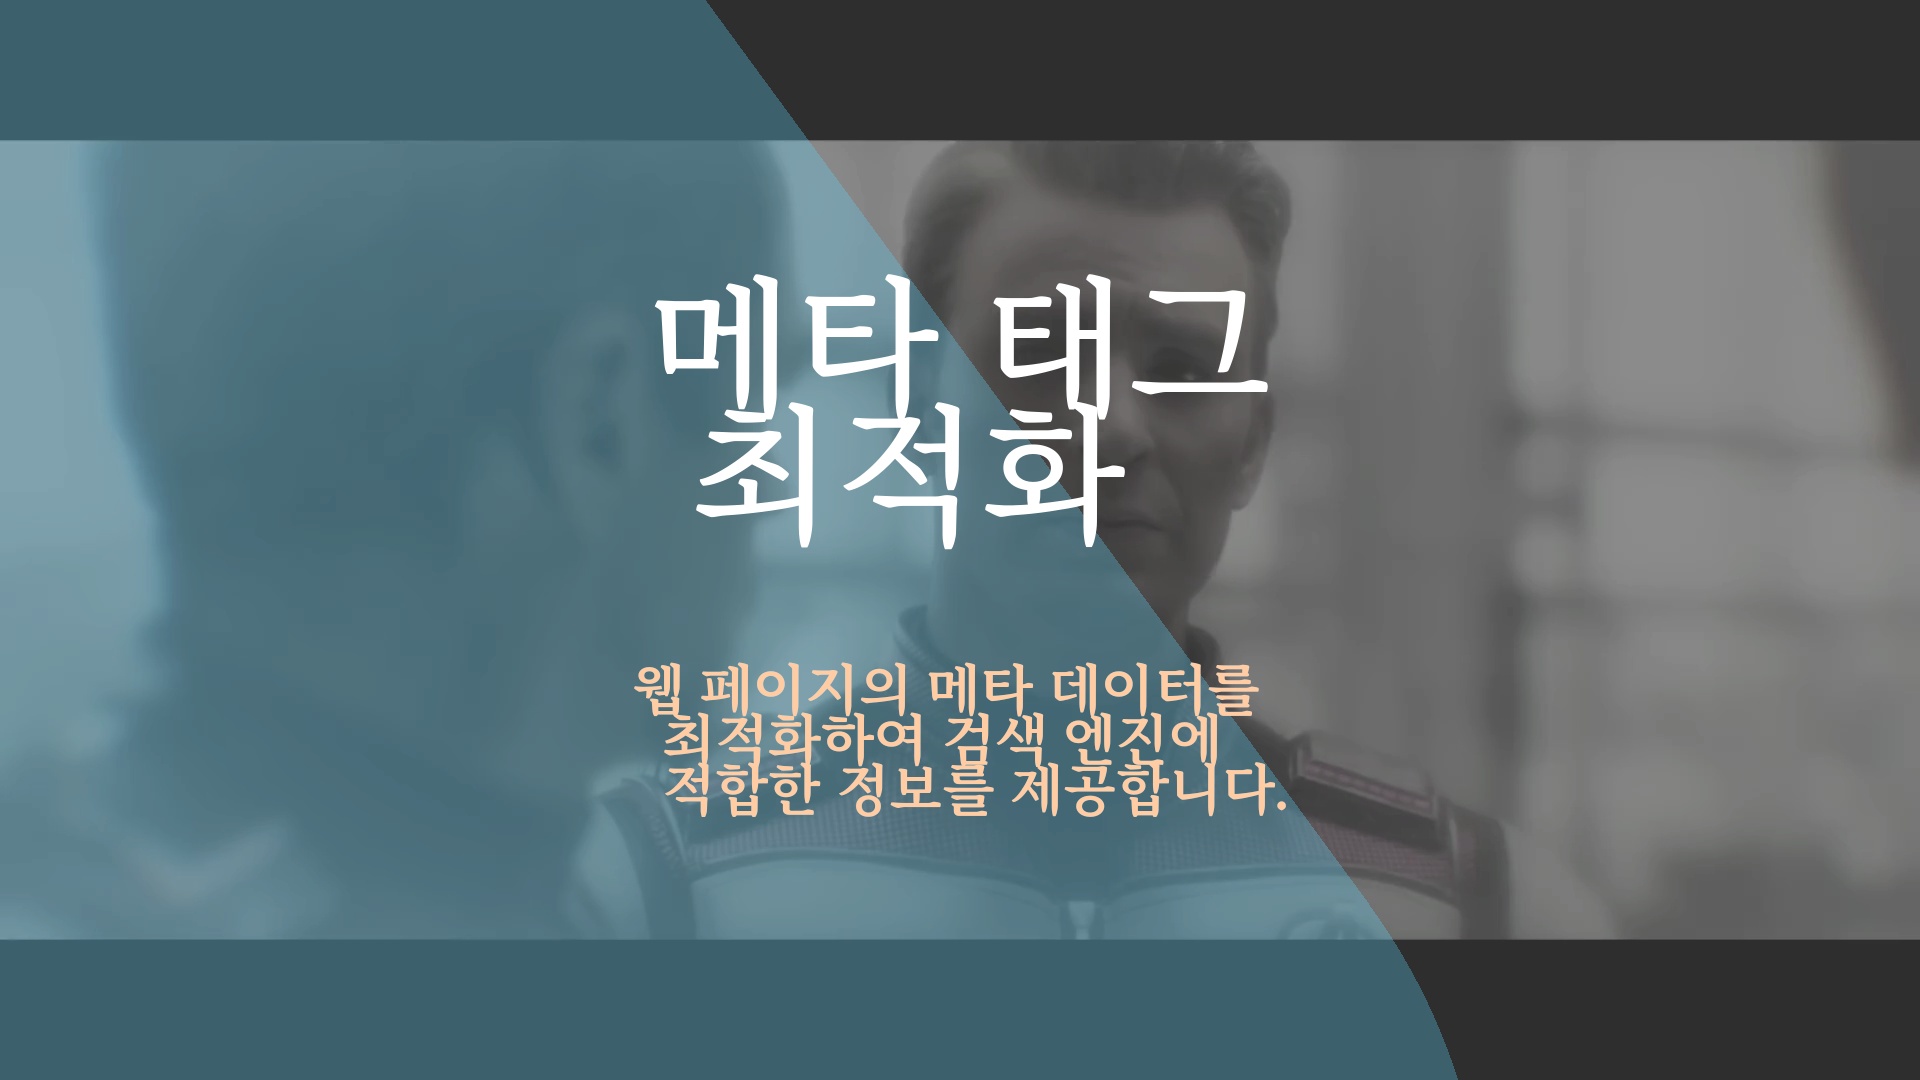 메타 태그
최적화
웹 페이지의 메타 데이터를
최적화하여 검색 엔진에
적합한 정보를 제공합니다.